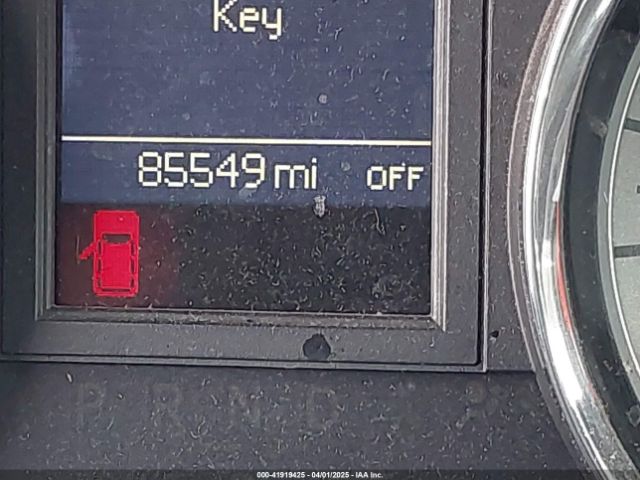 Key
85549 mi OFF
P R N D
000-41919425 - 04/01/2025 - IAA Inc.